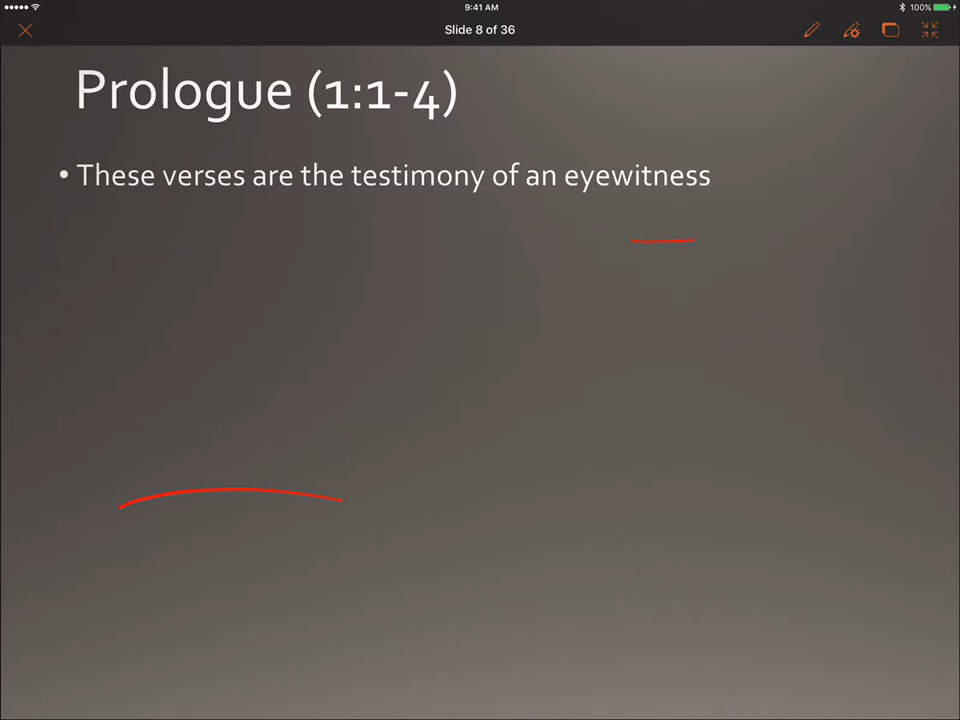 9:41 AM
100%
Slide 8 of 36
Prologue (1:1-4)
• These verses are the testimony of an eyewitness